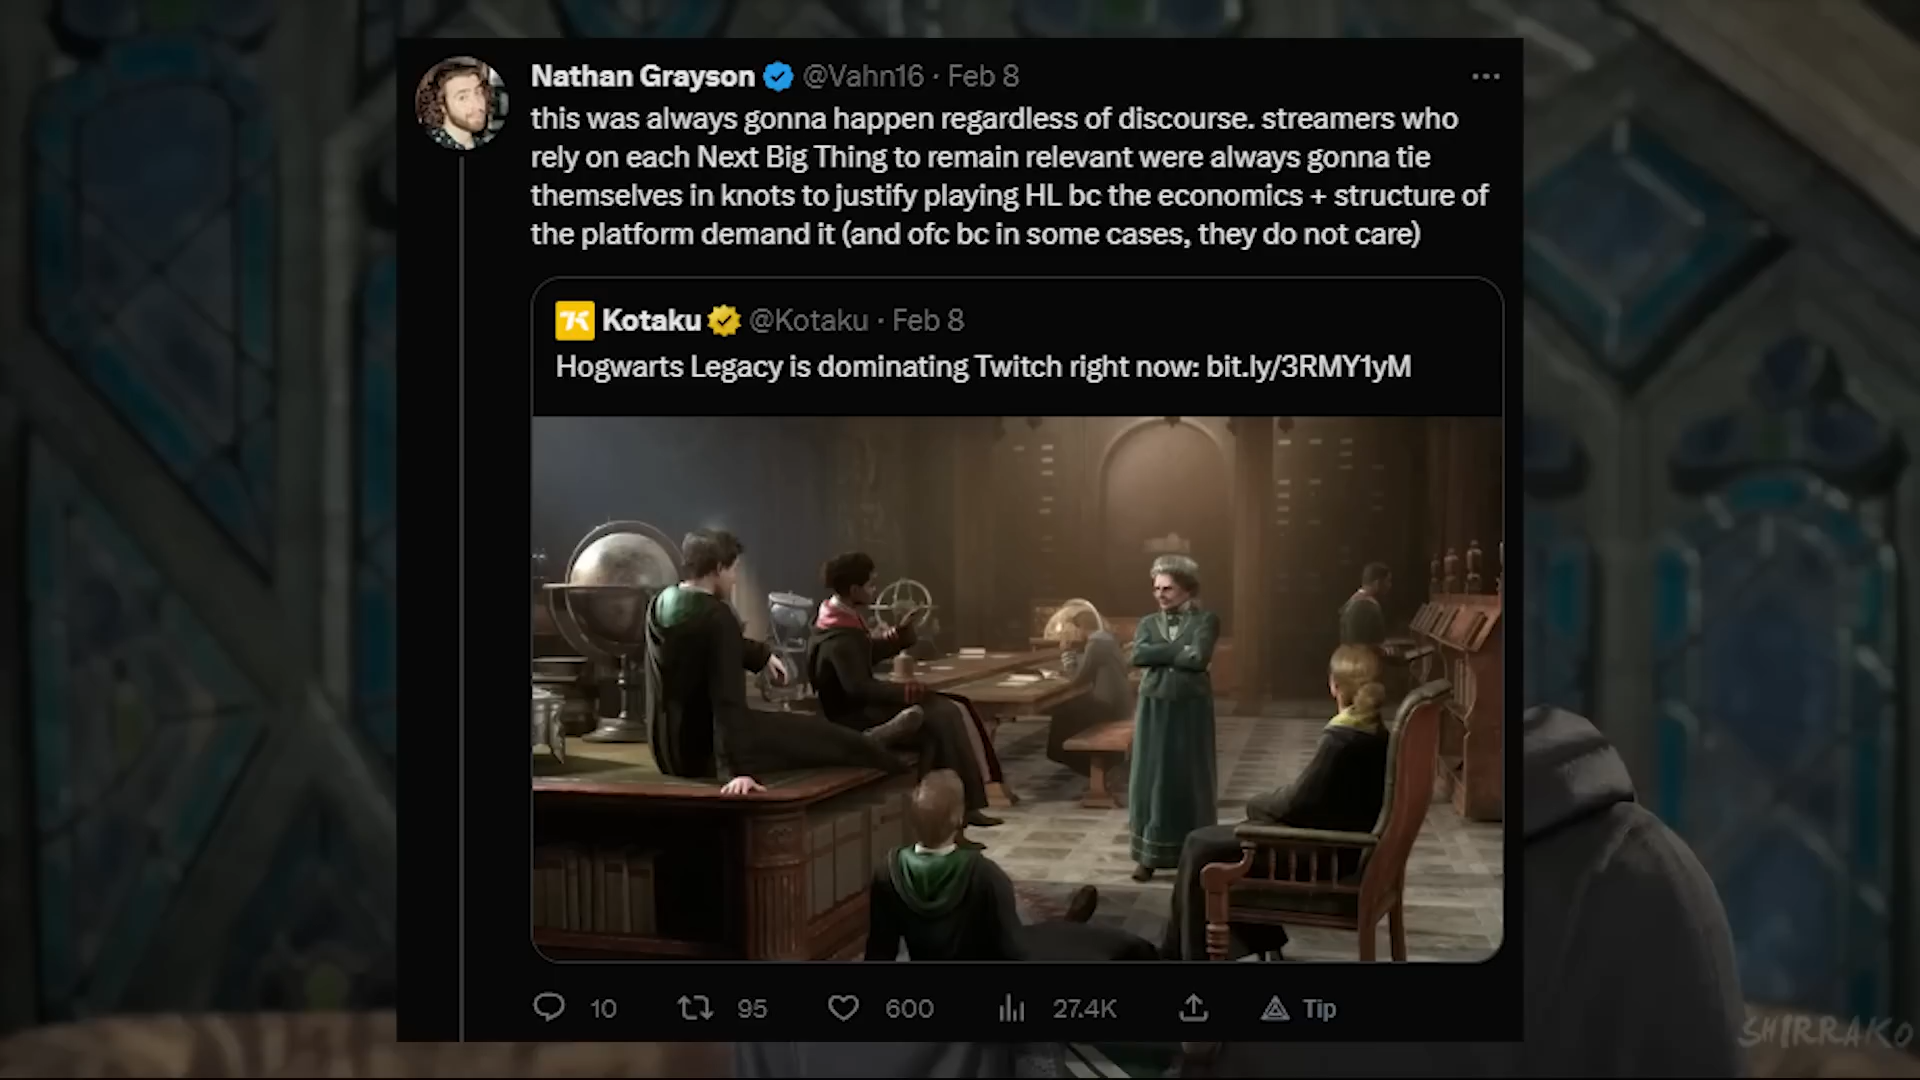 Nathan Grayson @Vahn16 · Feb 8
this was always gonna happen regardless of discourse. streamers who
rely on each Next Big Thing to remain relevant were always gonna tie
themselves in knots to justify playing HL bc the economics + structure of
the platform demand it (and ofc bc in some cases, they do not care)
Kotaku @Kotaku · Feb 8
Hogwarts Legacy is dominating Twitch right now: bit.ly/3RMY1yM
10 95 600 27.4K Tip
SHIRRAKO